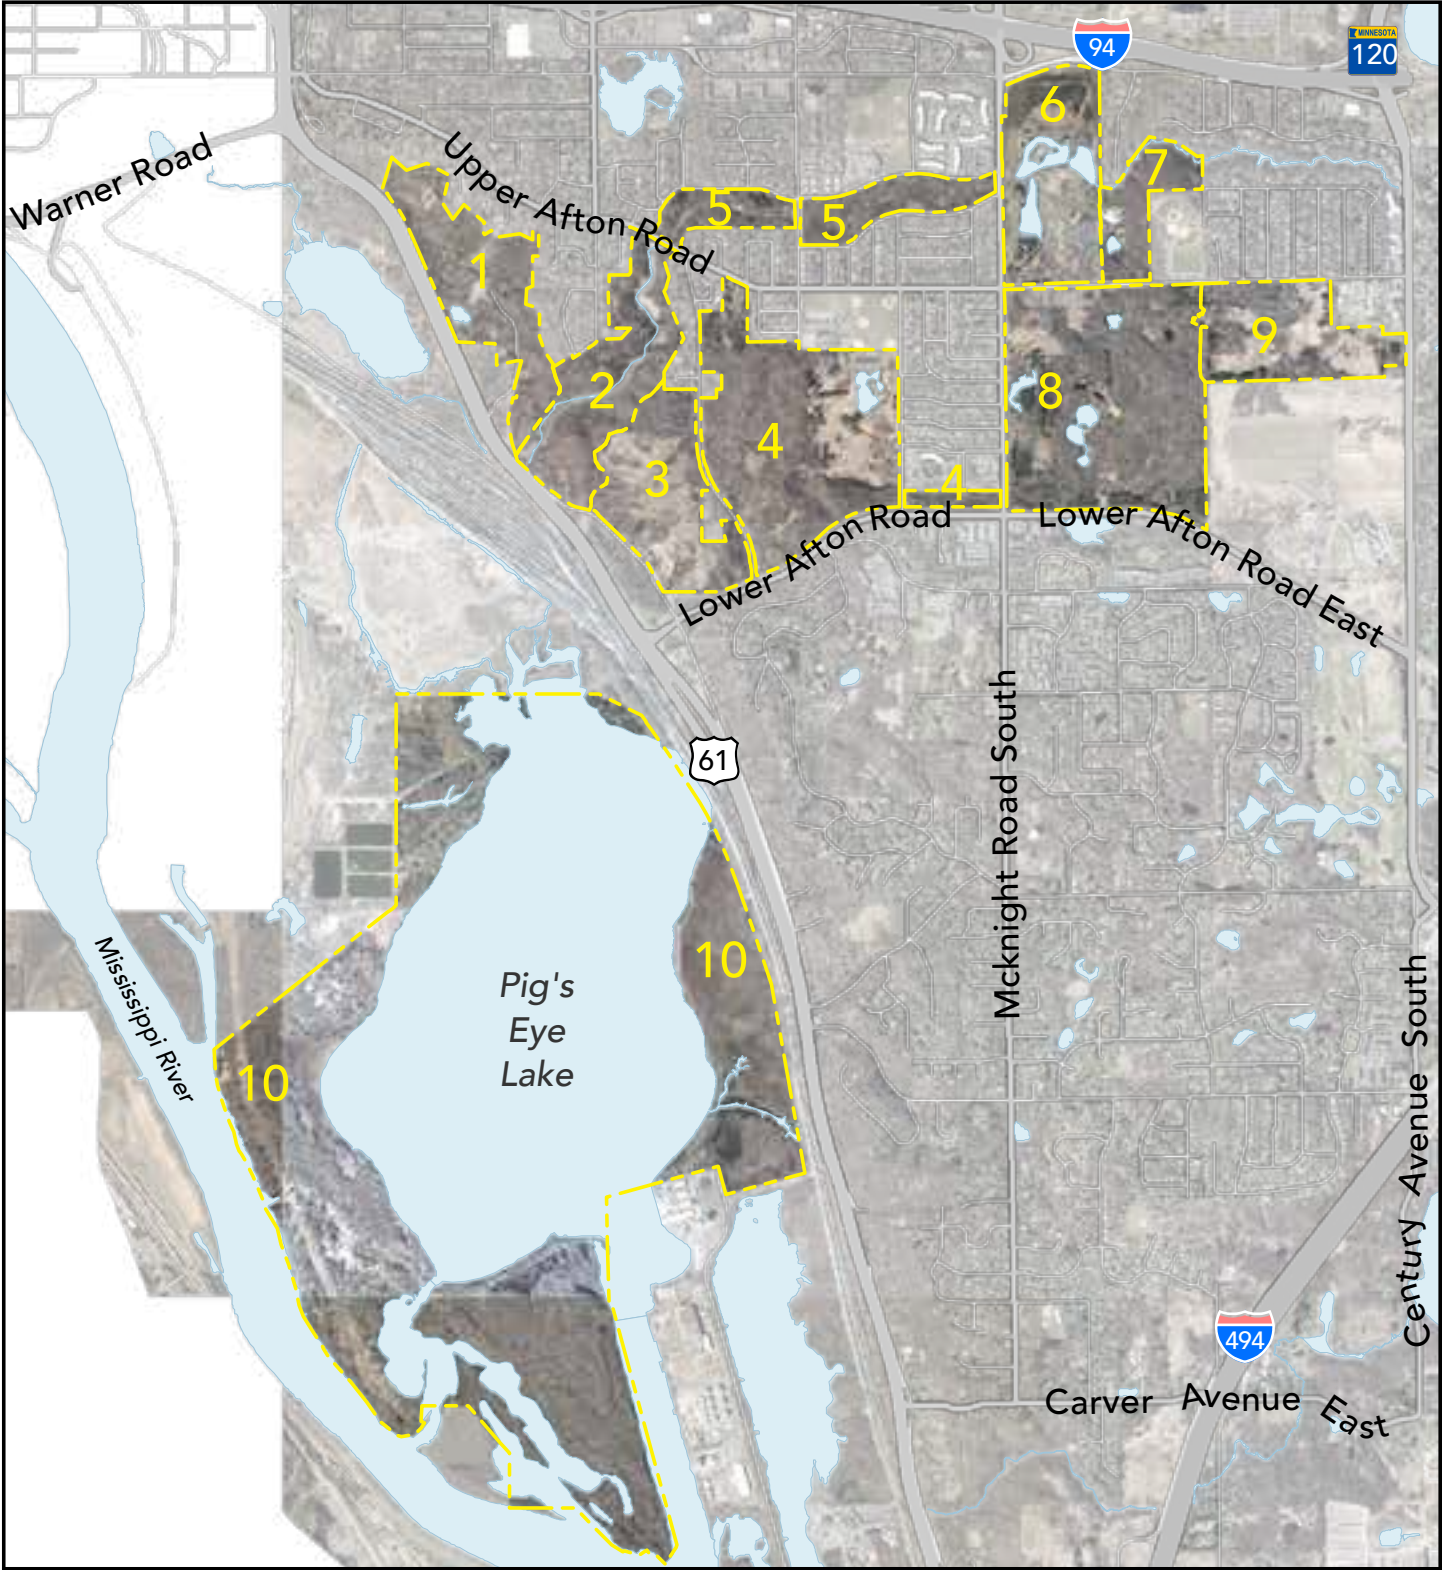 94
MINNESOTA
120
6
Warner Road
Upper Afton Road
7
5
5
1
9
2
8
4
3
4
Lower Afton Road
Lower Afton Road East
Mcknight Road South
61
10
Pig's
Eye
Lake
Mississippi River
10
Century Avenue South
494
Carver Avenue East